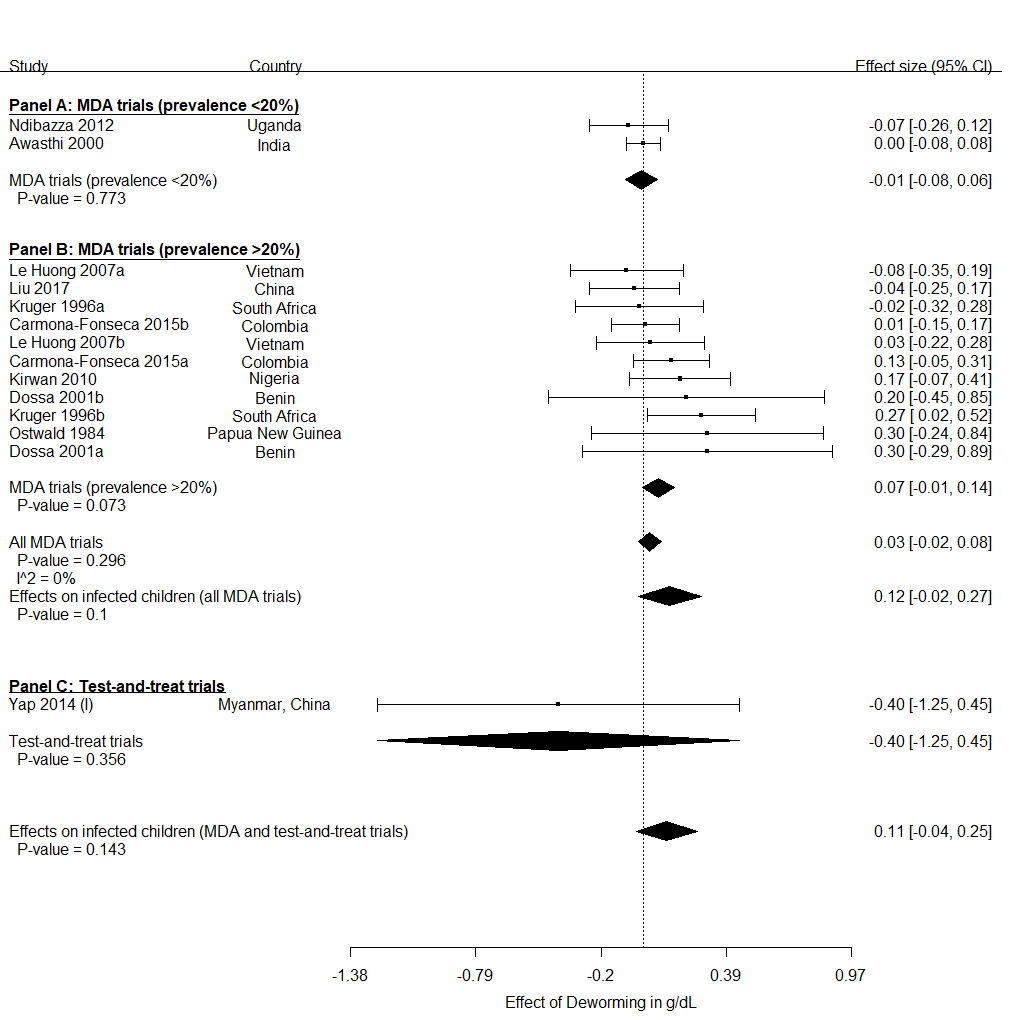 Study Country Effect size (95% CI)
Panel A: MDA trials (prevalence <20%)
Ndibazza 2012 Uganda -0.07 [-0.26, 0.12]
Awasthi 2000 India 0.00 [-0.08, 0.08]
MDA trials (prevalence <20%) -0.01 [-0.08, 0.06]
P-value = 0.773
Panel B: MDA trials (prevalence >20%)
Le Huong 2007a Vietnam -0.08 [-0.35, 0.19]
Liu 2017 China -0.04 [-0.25, 0.17]
Kruger 1996a South Africa -0.02 [-0.32, 0.28]
Carmona-Fonseca 2015b Colombia 0.01 [-0.15, 0.17]
Le Huong 2007b Vietnam 0.03 [-0.22, 0.28]
Carmona-Fonseca 2015a Colombia 0.13 [-0.05, 0.31]
Kirwan 2010 Nigeria 0.17 [-0.07, 0.41]
Dossa 2001b Benin 0.20 [-0.45, 0.85]
Kruger 1996b South Africa 0.27 [ 0.02, 0.52]
Ostwald 1984 Papua New Guinea 0.30 [-0.24, 0.84]
Dossa 2001a Benin 0.30 [-0.29, 0.89]
MDA trials (prevalence >20%) 0.07 [-0.01, 0.14]
P-value = 0.073
All MDA trials 0.03 [-0.02, 0.08]
P-value = 0.296
I^2 = 0%
Effects on infected children (all MDA trials) 0.12 [-0.02, 0.27]
P-value = 0.1
Panel C: Test-and-treat trials
Yap 2014 (I) Myanmar, China -0.40 [-1.25, 0.45]
Test-and-treat trials -0.40 [-1.25, 0.45]
P-value = 0.356
Effects on infected children (MDA and test-and-treat trials) 0.11 [-0.04, 0.25]
P-value = 0.143
-1.38 -0.79 -0.2 0.39 0.97
Effect of Deworming in g/dL